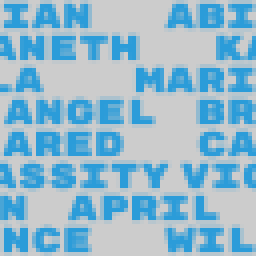 IAN ABI
ANETH KA
LA MARI
ANGEL BR
ARED CA
ASSITY VIC
N APRIL
NCE WIL